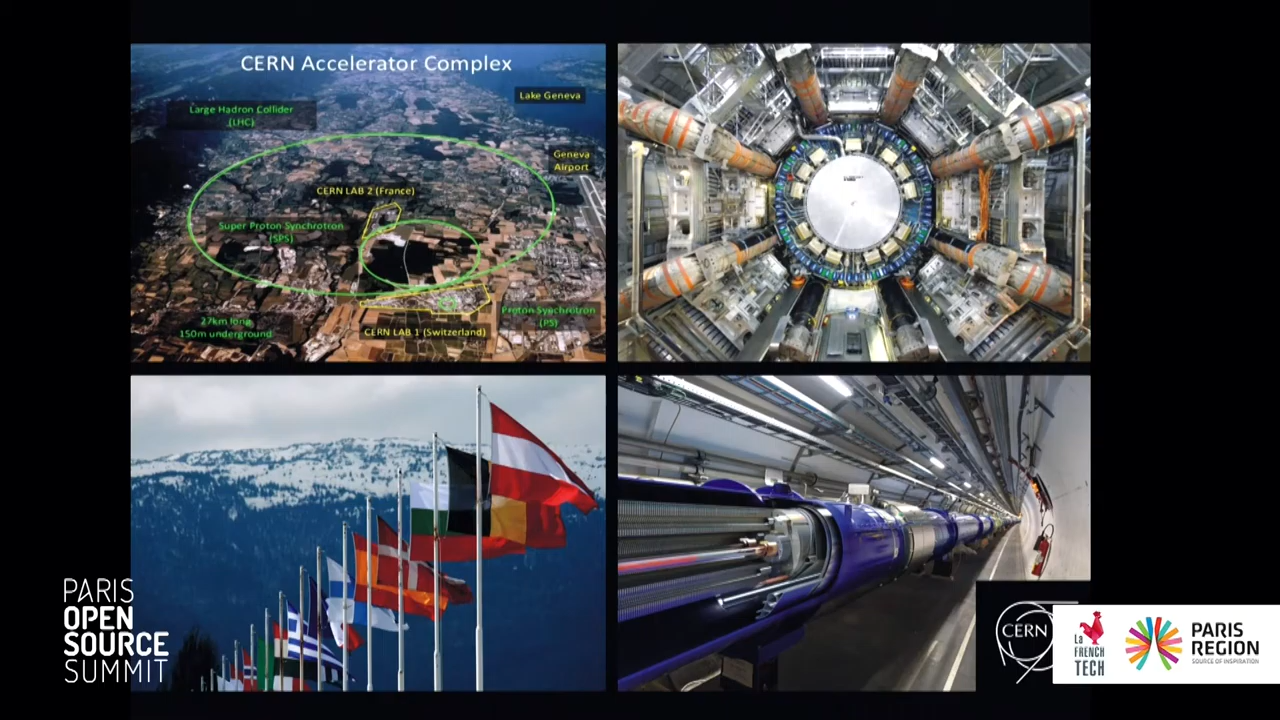 CERN Accelerator Complex
Lake Geneva
Large Hadron Collider
(LHC)
Geneva
Airport
CERN LAB 2 (France)
Super Proton Synchrotron
(SPS)
Proton Synchrotron
(PS)
27km long
150m underground
CERN LAB 1 (Switzerland)
PARIS
OPEN
SOURCE
SUMMIT
CERN
La
FRENCH
TECH
PARIS
REGION
SOURCE OF INSPIRATION